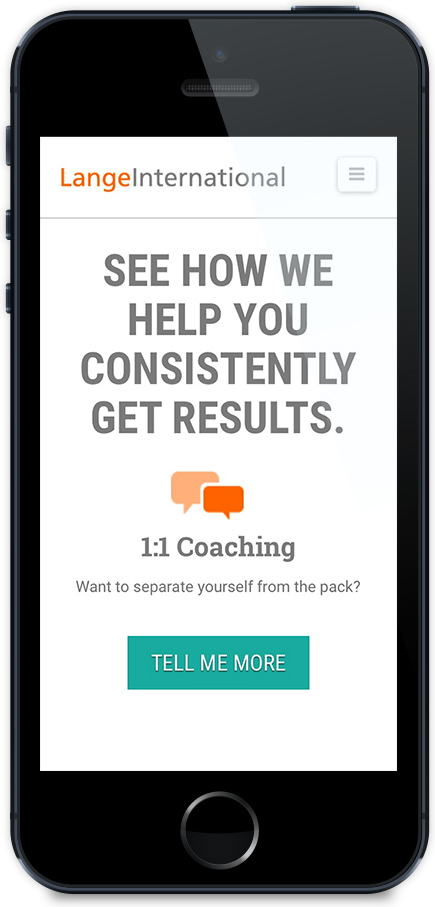 LangeInternational
SEE HOW WE
HELP YOU
CONSISTENTLY
GET RESULTS.
1:1 Coaching
Want to separate yourself from the pack?
TELL ME MORE